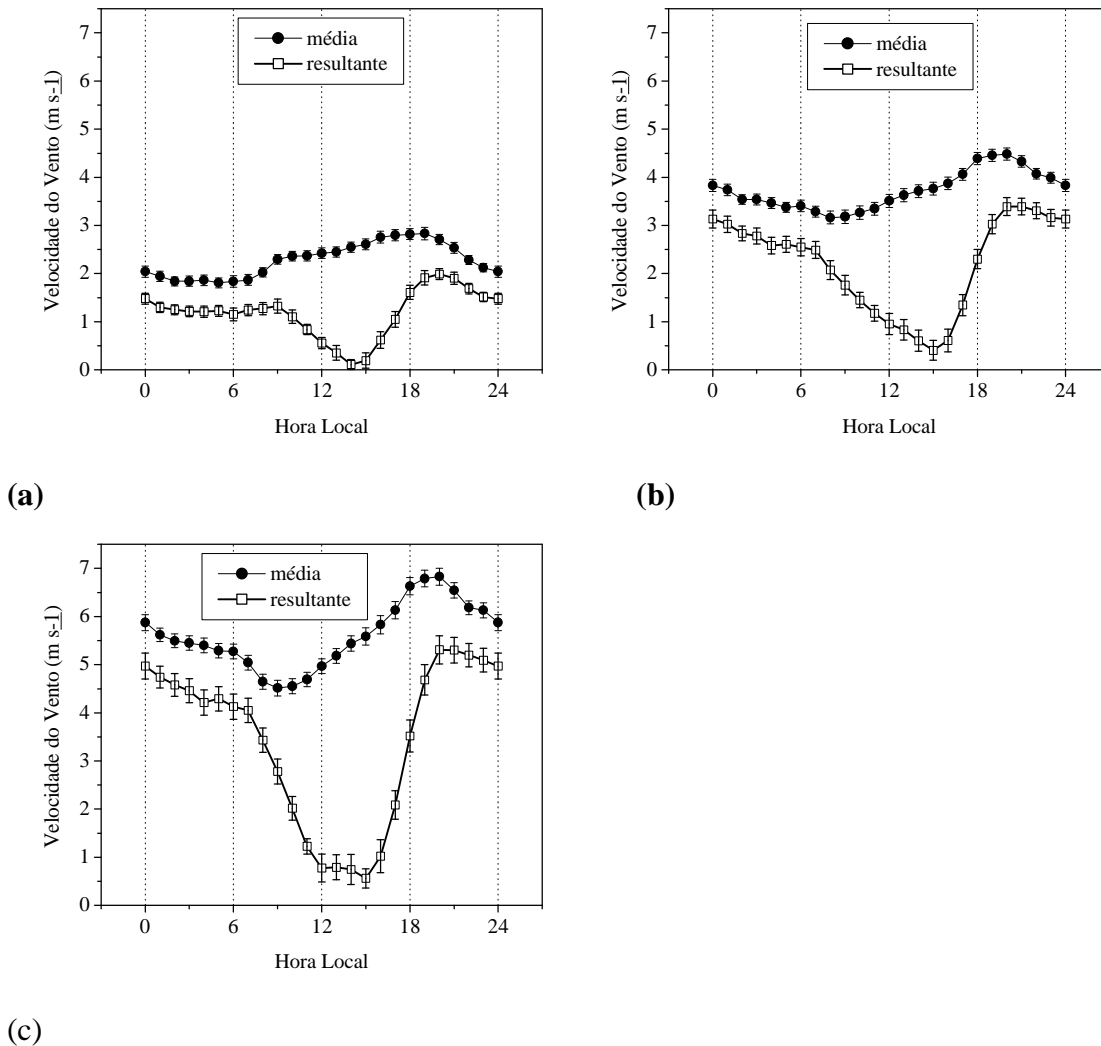 média
resultante
Velocidade do Vento (m s-1)
7
6
5
4
3
2
1
0
0 6 12 18 24
Hora Local
(a)
média
resultante
Velocidade do Vento (m s-1)
7
6
5
4
3
2
1
0
0 6 12 18 24
Hora Local
(b)
média
resultante
Velocidade do Vento (m s-1)
7
6
5
4
3
2
1
0
0 6 12 18 24
Hora Local
(c)